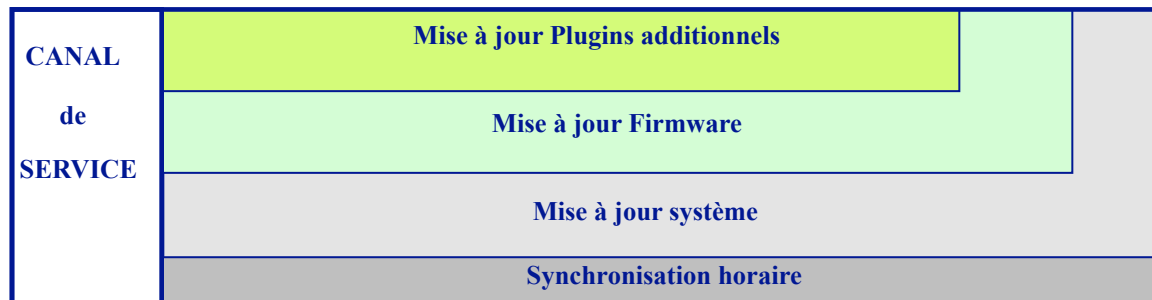 CANAL
de
SERVICE
Mise à jour Plugins additionnels
Mise à jour Firmware
Mise à jour système
Synchronisation horaire